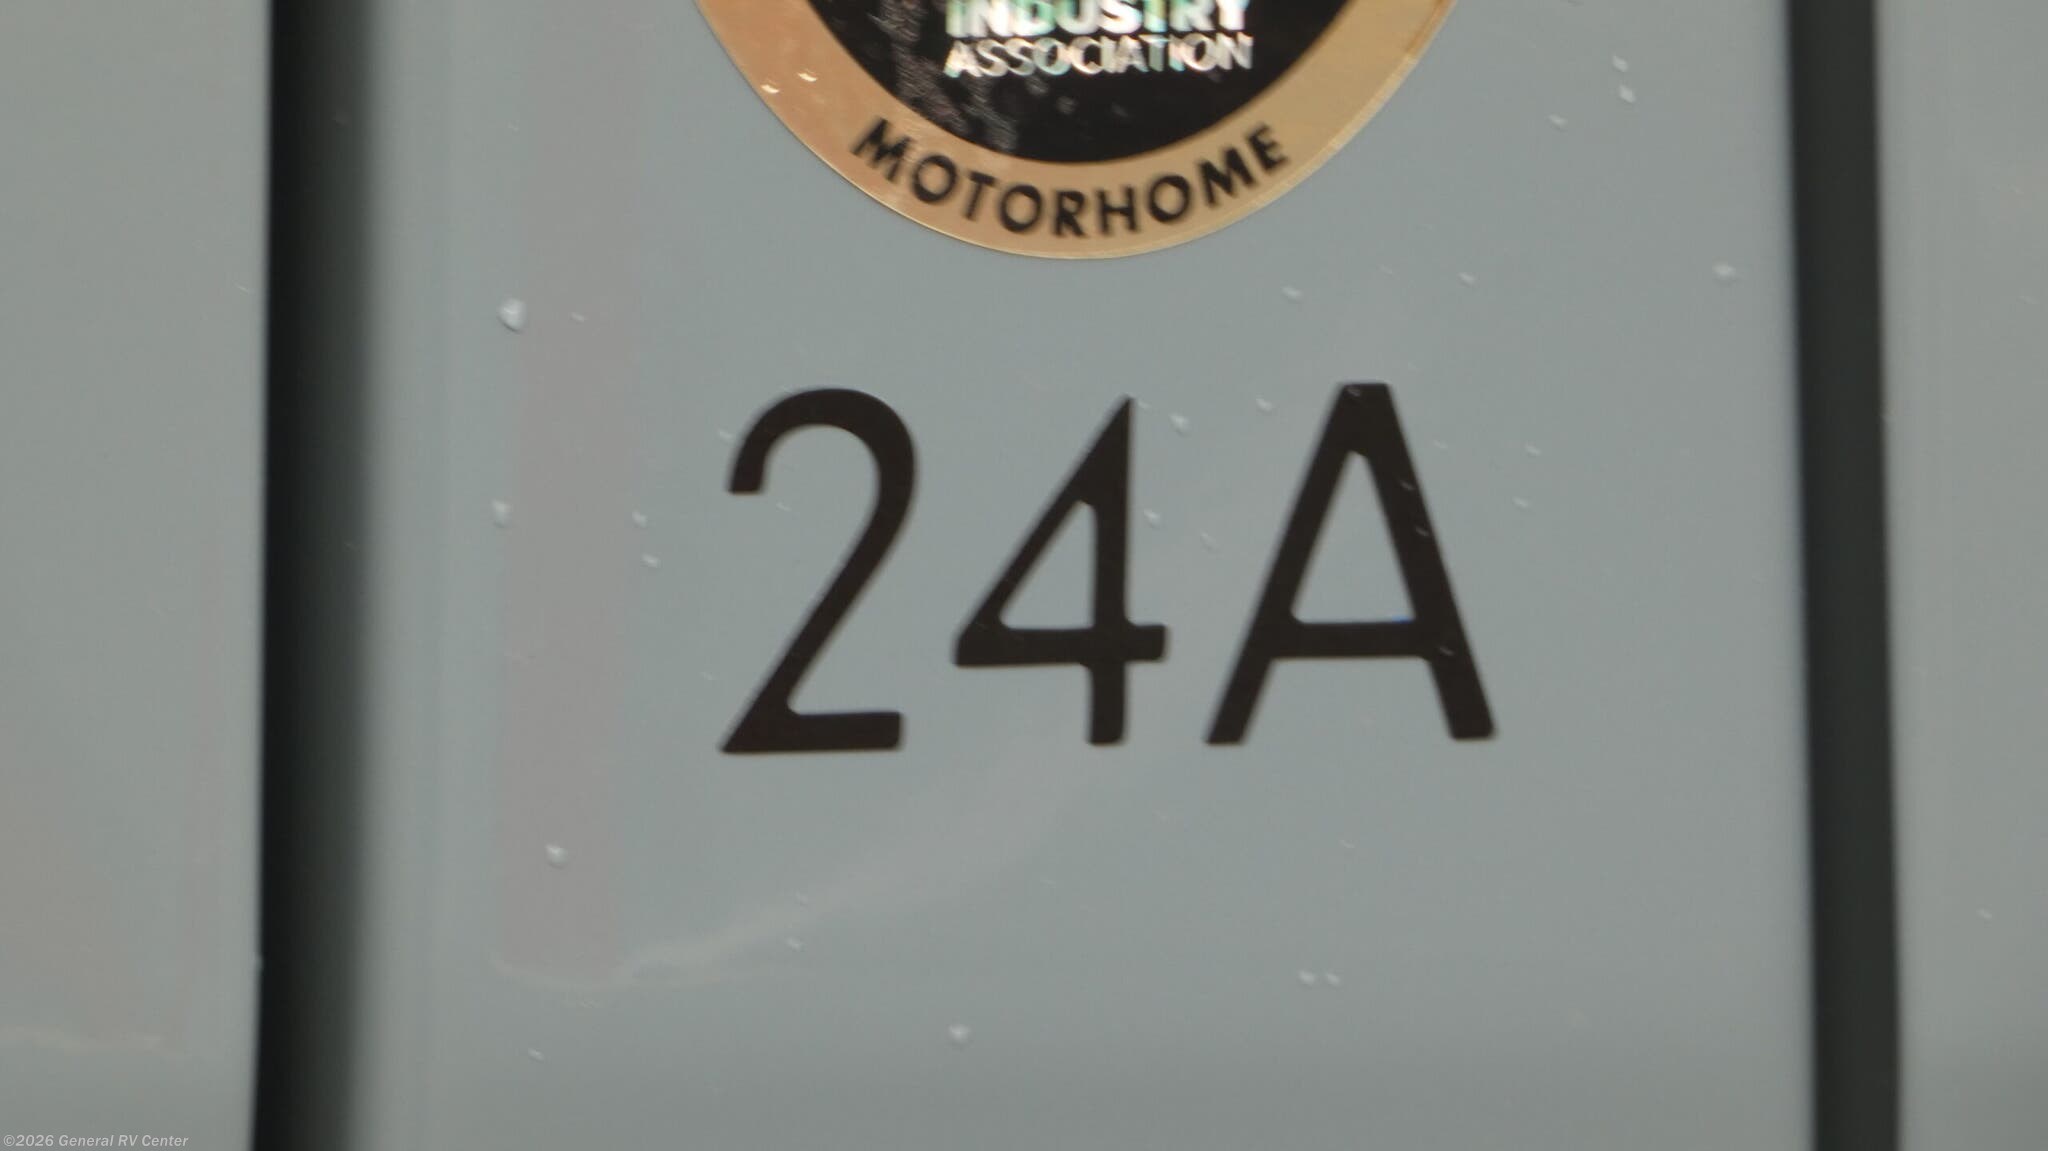 INDUSTRY
ASSOCIATION
MOTORHOME
24A
©2026 General RV Center